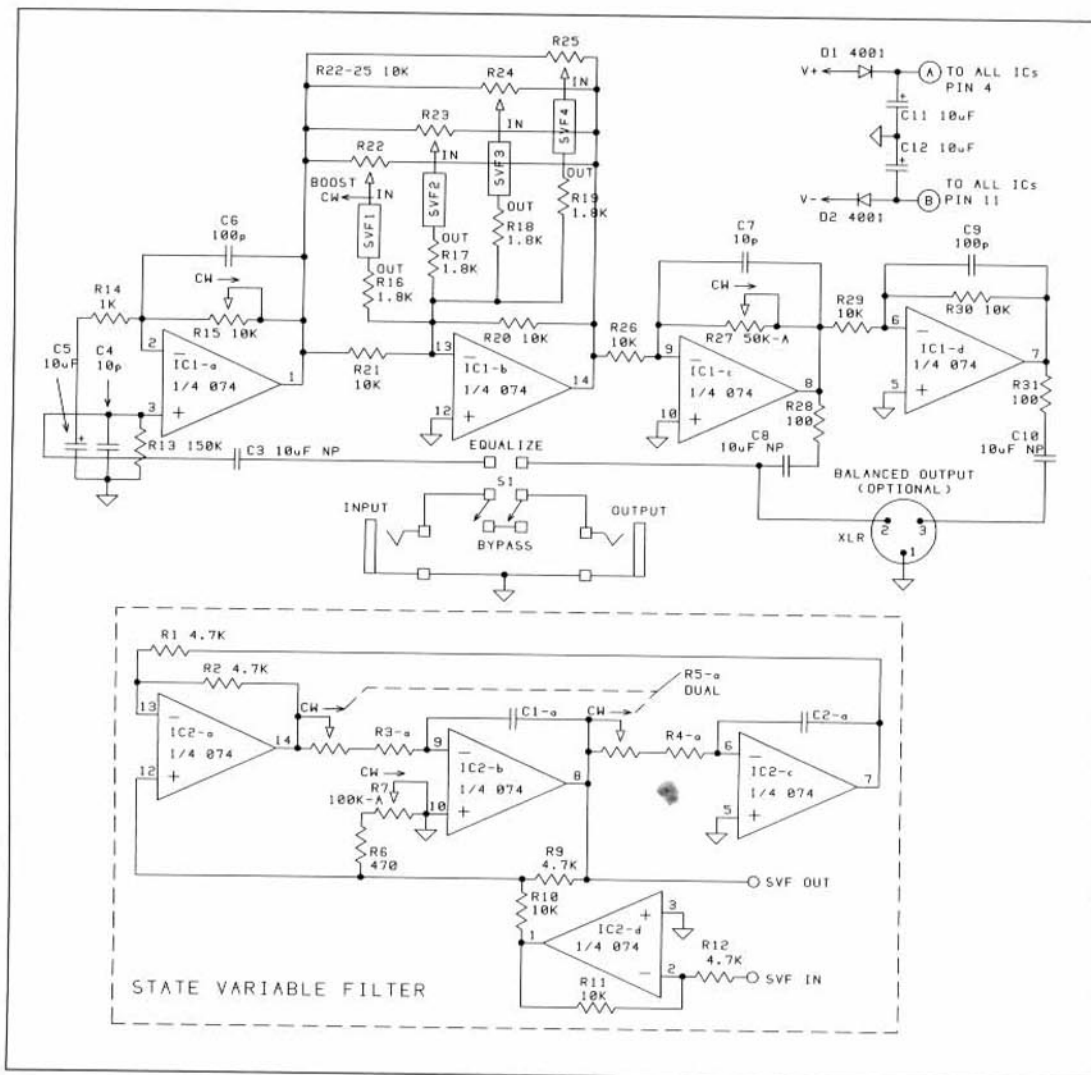 R25
R22-25 10K
R24
IN
R23
IN
R22
IN
BOOST
CW
IN
SVF1
SVF2
SVF3
SVF4
OUT
R16
1.8K
OUT
R17
1.8K
OUT
R18
1.8K
OUT
R19
1.8K
D1 4001
V+
A
TO ALL ICs
PIN 4
C11 10uF
C12 10uF
V-
D2 4001
B
TO ALL ICs
PIN 11
C6
100p
CW
R14
1K
R15 10K
C5
10uF
C4
10p
2
IC1-a
1/4 074
1
3
R13 150K
R21
10K
R20 10K
13
IC1-b
1/4 074
14
12
R26
10K
C7
10p
CW
R27 50K-A
9
IC1-c
1/4 074
8
10
R28
100
C8
10uF NP
R29
10K
C9
100p
R30 10K
6
IC1-d
1/4 074
7
5
R31
100
C10
10uF NP
C3 10uF NP
EQUALIZE
S1
INPUT
BYPASS
OUTPUT
BALANCED OUTPUT
(OPTIONAL)
2
3
1
XLR
R1 4.7K
R2 4.7K
13
IC2-a
1/4 074
14
12
CW
R5-a
DUAL
R3-a
C1-a
9
IC2-b
1/4 074
8
10
CW
R7
100K-A
R6
470
CW
R4-a
C2-a
6
IC2-c
1/4 074
7
5
R9
4.7K
SVF OUT
R10
10K
1
IC2-d
1/4 074
3
2
R12
4.7K
SVF IN
R11
10K
STATE VARIABLE FILTER